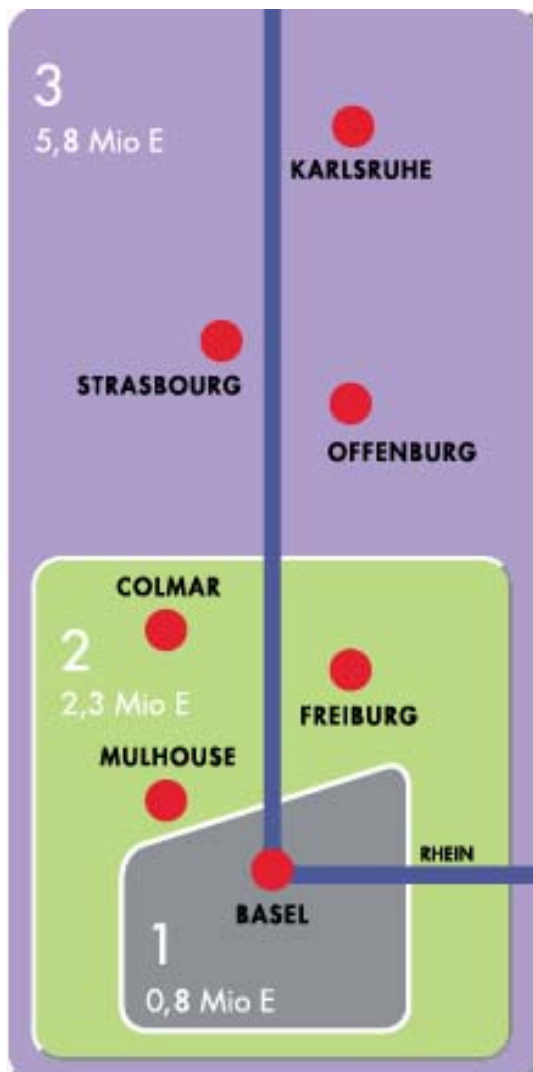 3
5,8 Mio E
KARLSRUHE
STRASBOURG
OFFENBURG
COLMAR
2
2,3 Mio E
FREIBURG
MULHOUSE
RHEIN
BASEL
1
0,8 Mio E